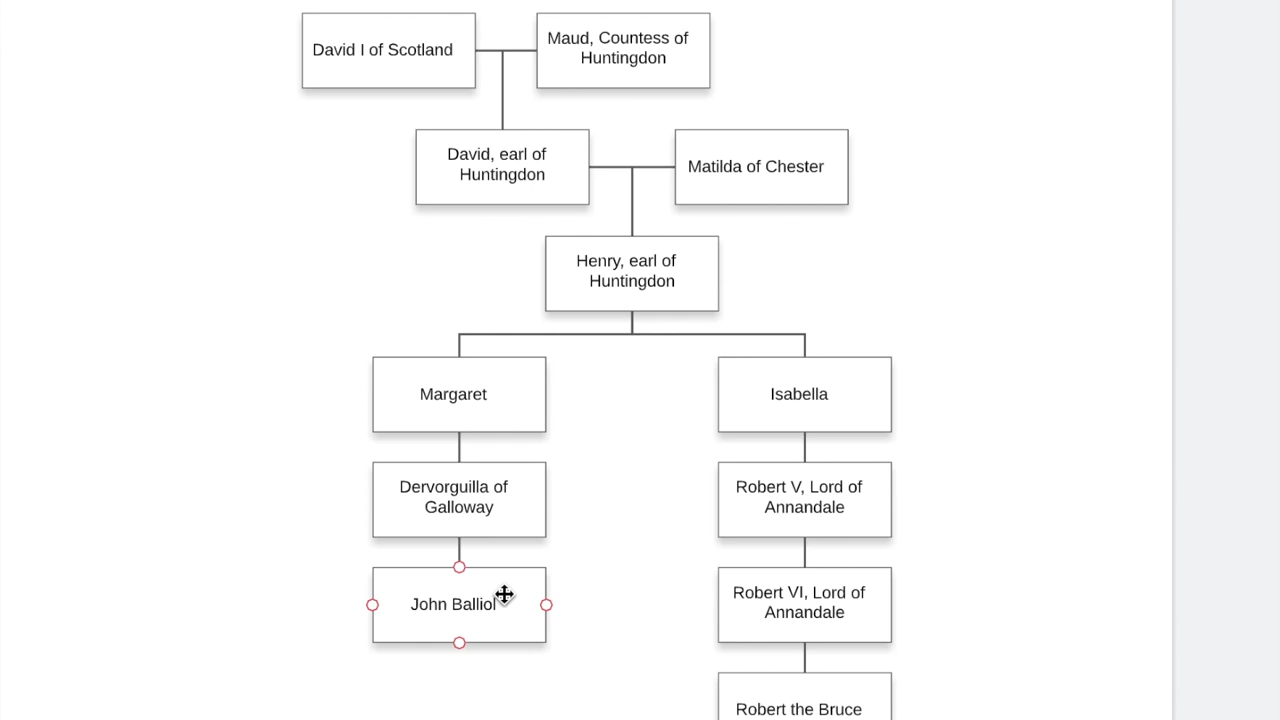 David I of Scotland
Maud, Countess of
Huntingdon
David, earl of
Huntingdon
Matilda of Chester
Henry, earl of
Huntingdon
Margaret
Isabella
Dervorguilla of
Galloway
Robert V, Lord of
Annandale
John Balliol
Robert VI, Lord of
Annandale
Robert the Bruce